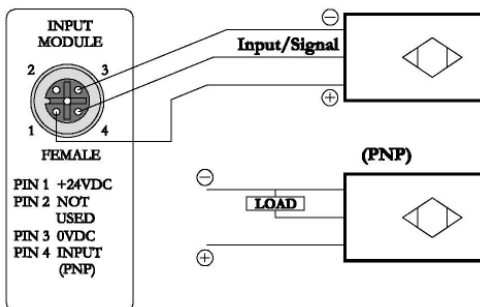 INPUT
MODULE
2
3
1
4
FEMALE
PIN 1 +24VDC
PIN 2 NOT
USED
PIN 3 0VDC
PIN 4 INPUT
(PNP)
−
Input/Signal
+
(PNP)
−
LOAD
+